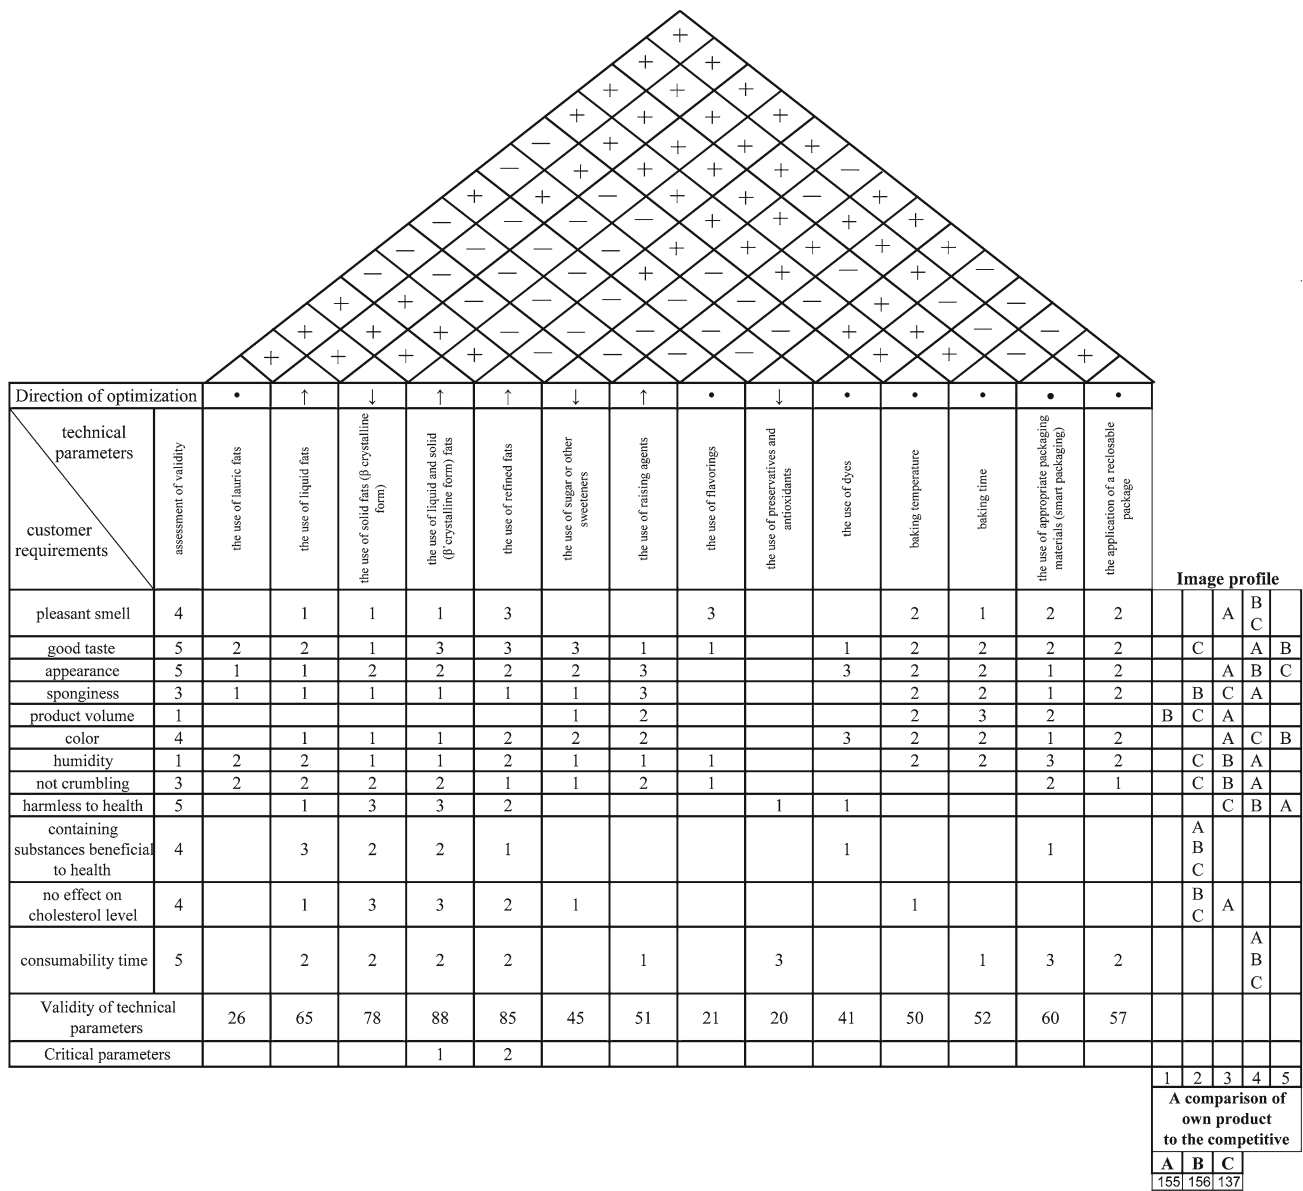 +
+ +
+ + +
+ + + +
— + + + +
— + + + + —
+ + — + + — +
— — — — + + + +
— — — — + + + + +
— — — — + — + — + —
+ + — — — — — — + — —
+ + + — — — — — + + — —
+ + + + — — — — — + + — +
Direction of optimization • ↑ ↓ ↑ ↑ ↓ ↑ • ↓ • • • • •
technical
parameters
customer
requirements
assessment of validity
the use of lauric fats
the use of liquid fats
the use of solid fats (β crystalline
form)
the use of liquid and solid
(β' crystalline form) fats
the use of refined fats
the use of sugar or other
sweeteners
the use of raising agents
the use of flavorings
the use of preservatives and
antioxidants
the use of dyes
baking temperature
baking time
the use of appropriate packaging
materials (smart packaging)
the application of a reclosable
package
Image profile
pleasant smell 4 1 1 1 3 3 2 1 2 2 A B
C
good taste 5 2 2 1 3 3 3 1 1 1 2 2 2 2 C A B
appearance 5 1 1 2 2 2 2 3 3 2 2 1 2 A B C
sponginess 3 1 1 1 1 1 1 3 2 2 1 2 B C A
product volume 1 1 2 2 3 2 B C A
color 4 1 1 1 2 2 2 3 2 2 1 2 A C B
humidity 1 2 2 1 1 2 1 1 1 2 2 3 2 C B A
not crumbling 3 2 2 2 2 1 1 2 1 2 1 C B A
harmless to health 5 1 3 3 2 1 1 C B A
containing A
substances beneficial 4 3 2 2 1 1 1 B
to health C
no effect on B
cholesterol level 4 1 3 3 2 1 1 C A
A
consumability time 5 2 2 2 2 1 3 1 3 2 B
C
Validity of technical
parameters 26 65 78 88 85 45 51 21 20 41 50 52 60 57
Critical parameters 1 2
1 2 3 4 5
A comparison of
own product
to the competitive
A B C
155 156 137